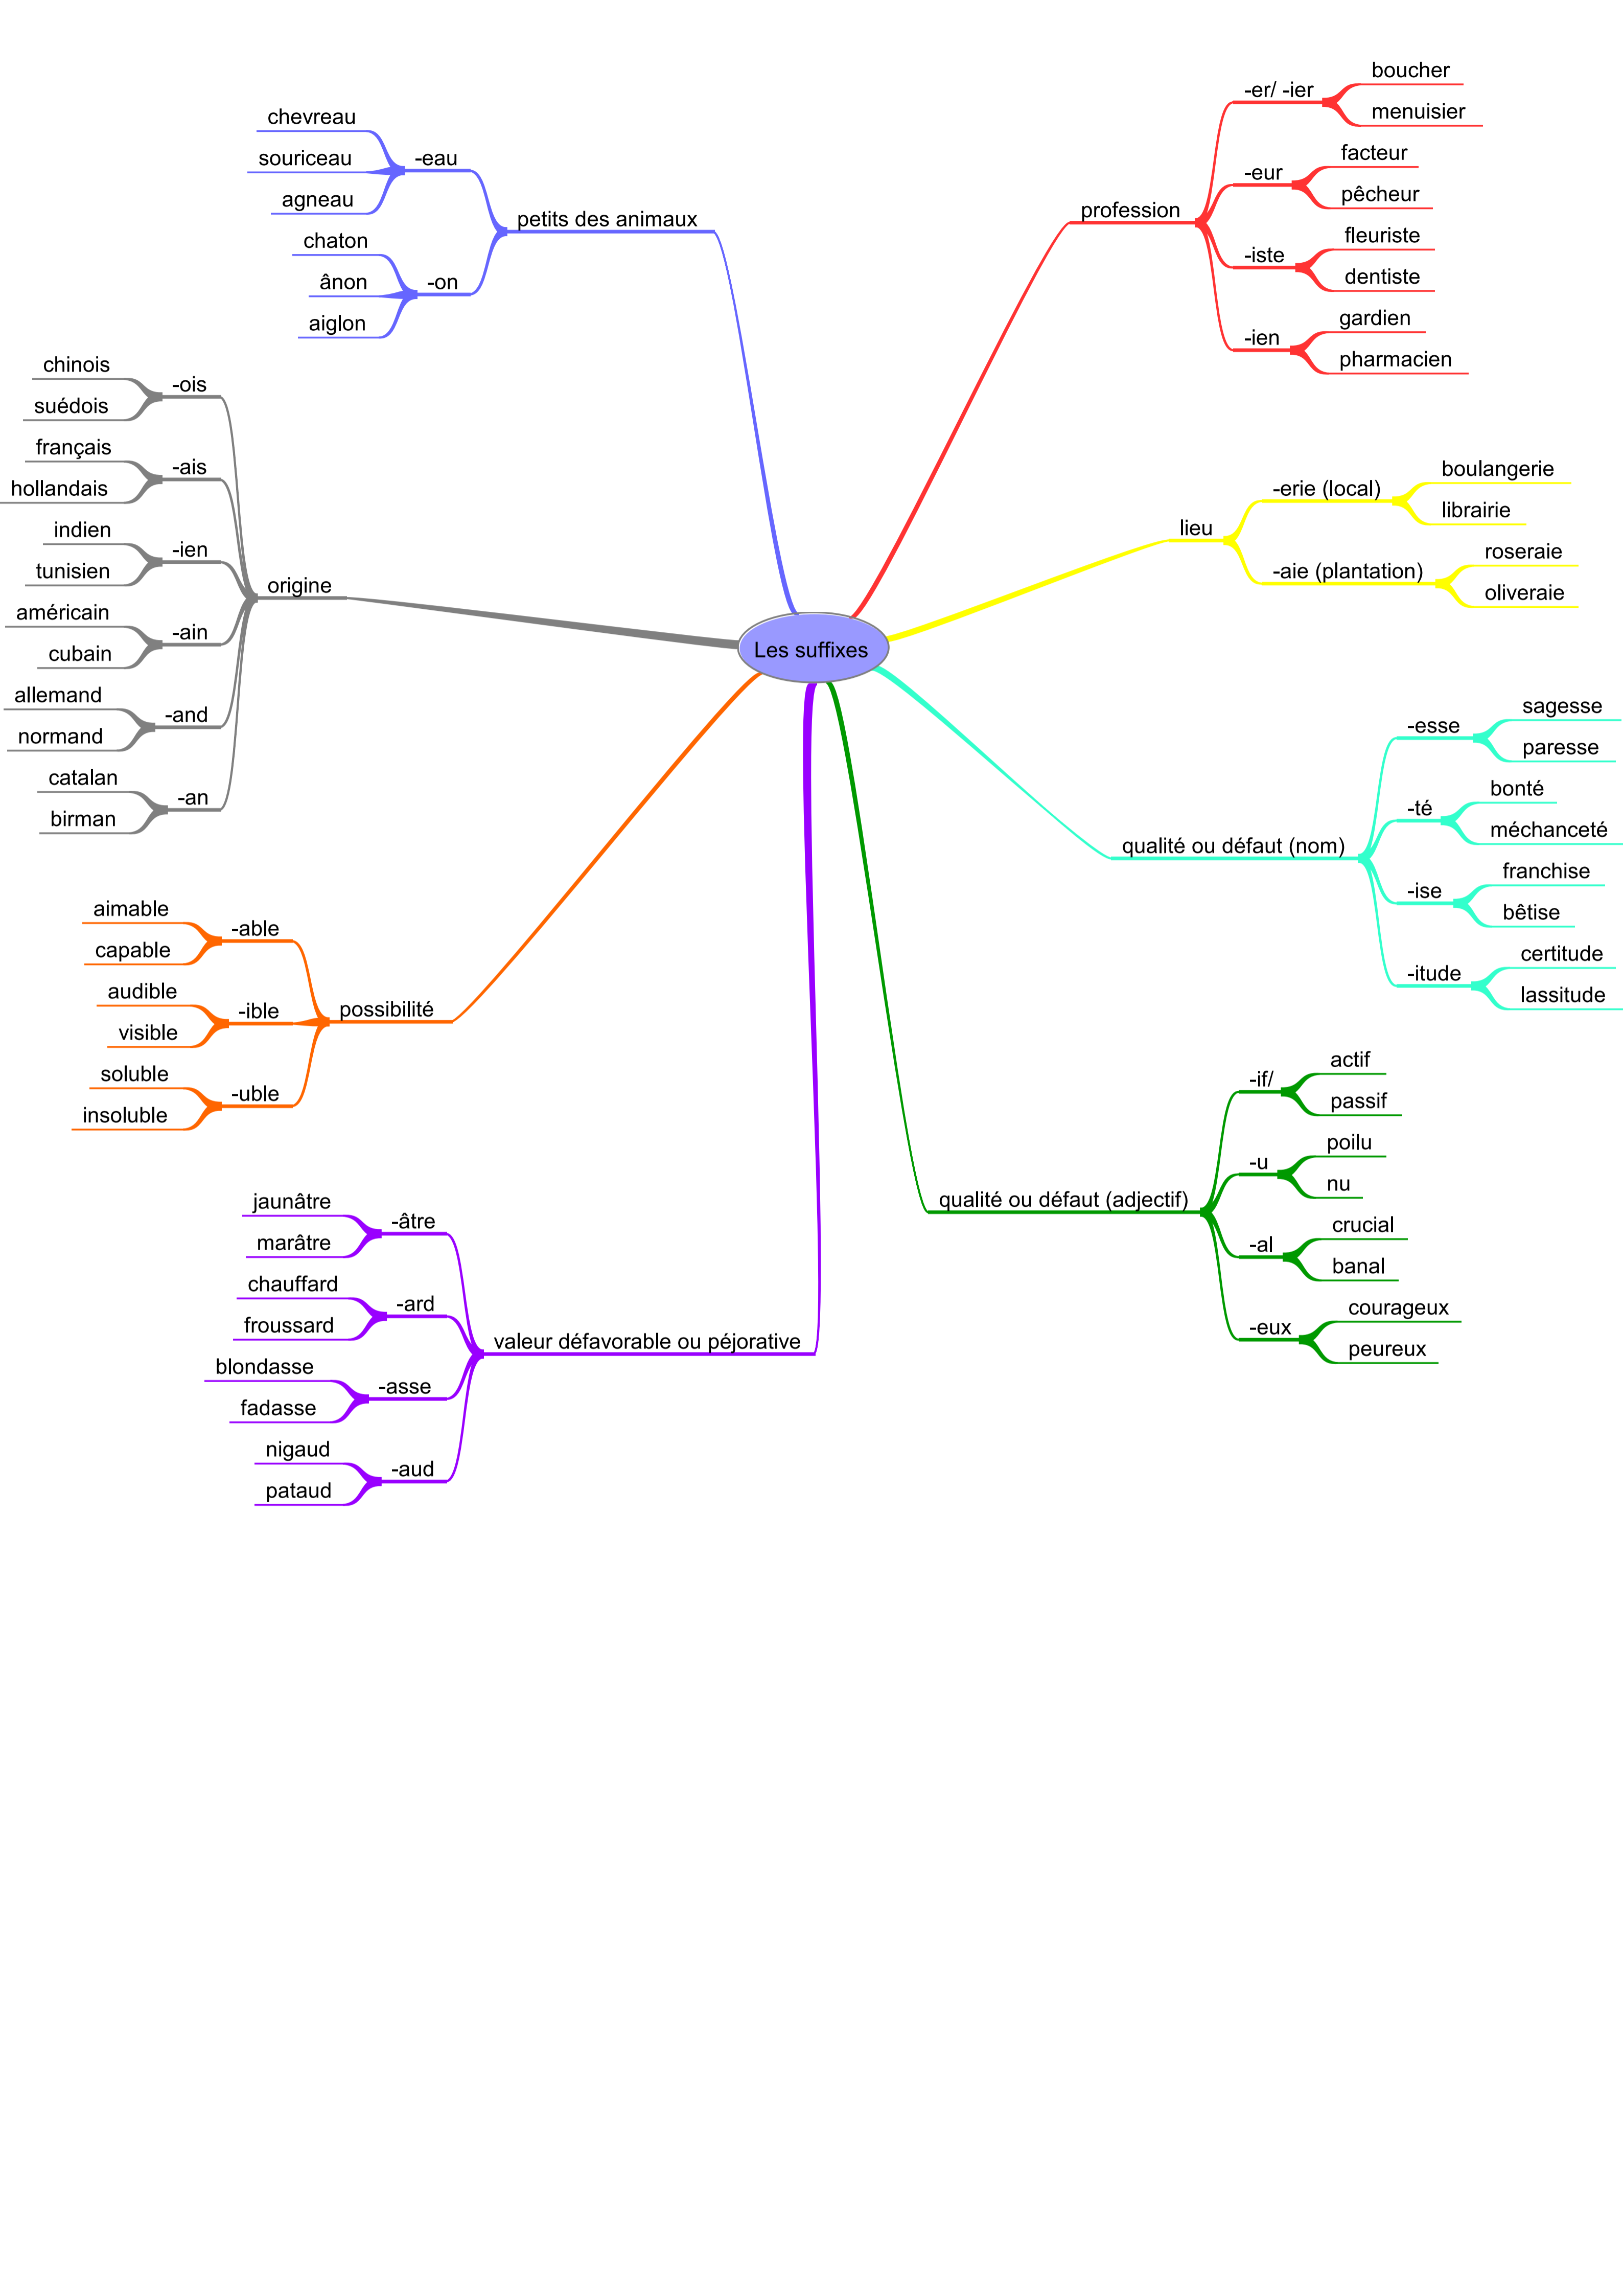 Les suffixes
petits des animaux
-eau
chevreau
souriceau
agneau
-on
chaton
ânon
aiglon
origine
-ois
chinois
suédois
-ais
français
hollandais
-ien
indien
tunisien
-ain
américain
cubain
-and
allemand
normand
-an
catalan
birman
possibilité
-able
aimable
capable
-ible
audible
visible
-uble
soluble
insoluble
valeur défavorable ou péjorative
-âtre
jaunâtre
marâtre
-ard
chauffard
froussard
-asse
blondasse
fadasse
-aud
nigaud
pataud
profession
-er/ -ier
boucher
menuisier
-eur
facteur
pêcheur
-iste
fleuriste
dentiste
-ien
gardien
pharmacien
lieu
-erie (local)
boulangerie
librairie
-aie (plantation)
roseraie
oliveraie
qualité ou défaut (nom)
-esse
sagesse
paresse
-té
bonté
méchanceté
-ise
franchise
bêtise
-itude
certitude
lassitude
qualité ou défaut (adjectif)
-if/
actif
passif
-u
poilu
nu
-al
crucial
banal
-eux
courageux
peureux